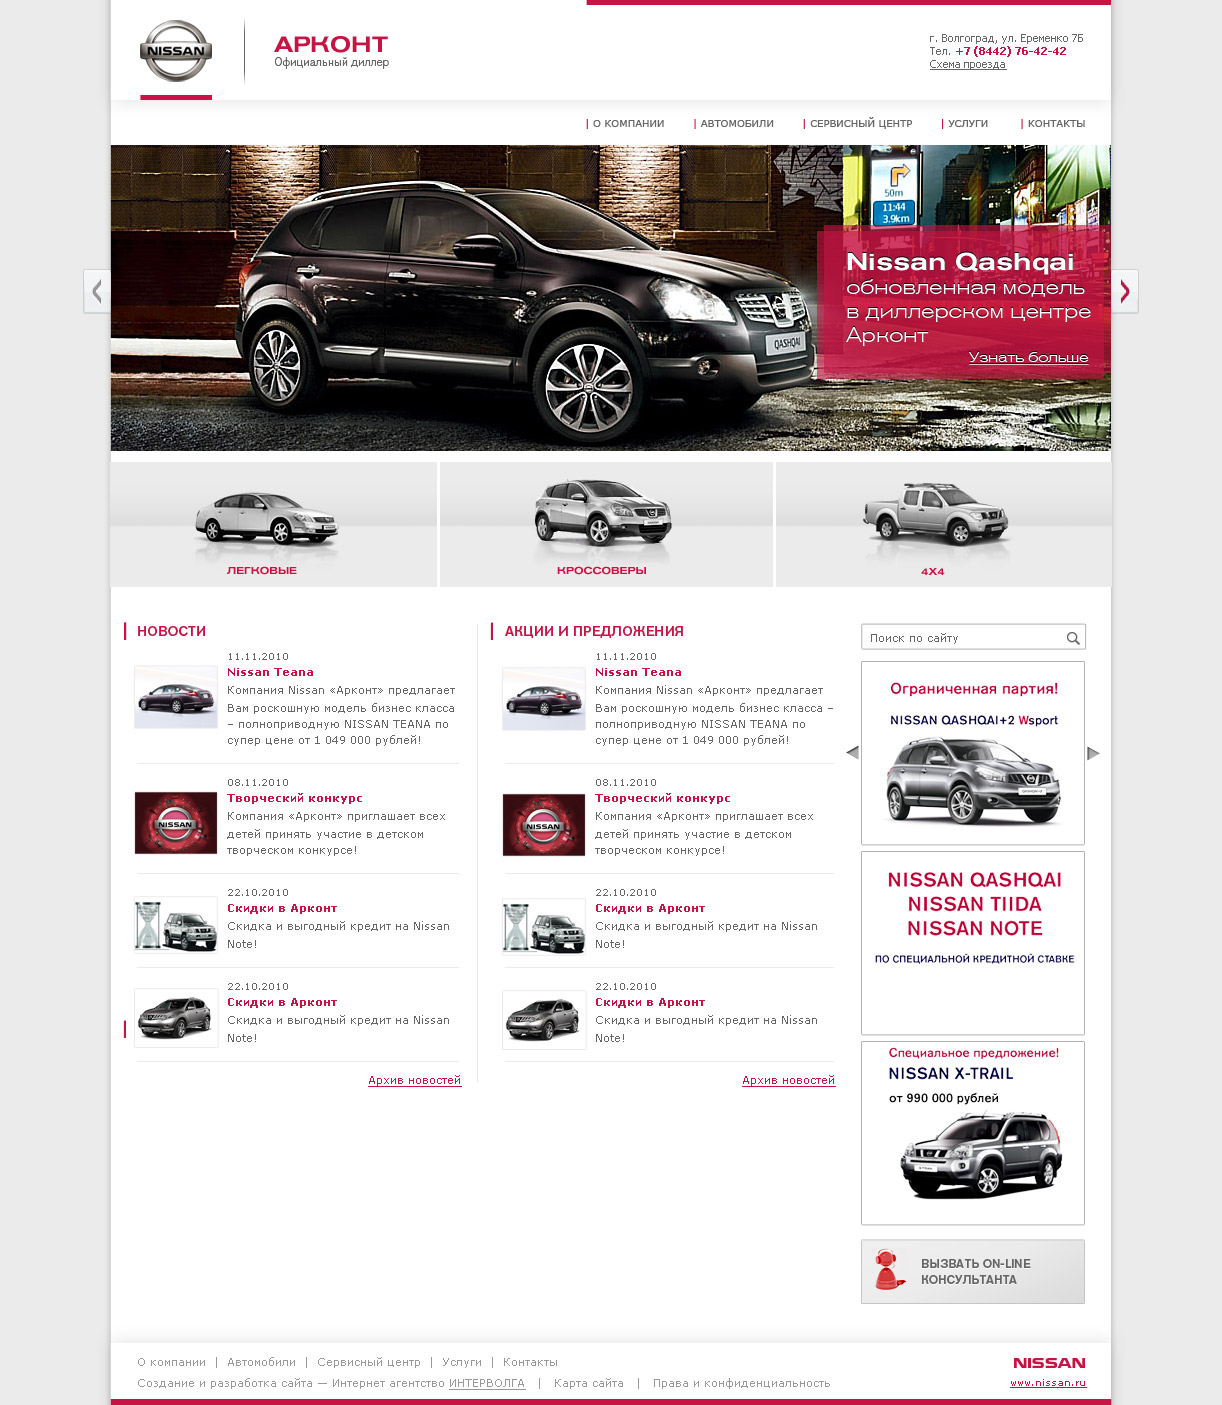 NISSAN
АРКОНТ
Официальный диллер
г. Волгоград, ул. Еременко 7Б
Тел. +7 (8442) 76-42-42
Схема проезда
О КОМПАНИИ
АВТОМОБИЛИ
СЕРВИСНЫЙ ЦЕНТР
УСЛУГИ
КОНТАКТЫ
50m
11:44
3.9km
QASHQAI
Nissan Qashqai
обновленная модель
в диллерском центре
Арконт
Узнать больше
ЛЕГКОВЫЕ
КРОССОВЕРЫ
4X4
НОВОСТИ
11.11.2010
Nissan Teana
Компания Nissan «Арконт» предлагает
Вам роскошную модель бизнес класса
– полноприводную NISSAN TEANA по
супер цене от 1 049 000 рублей!
08.11.2010
Творческий конкурс
NISSAN
Компания «Арконт» приглашает всех
детей принять участие в детском
творческом конкурсе!
22.10.2010
Скидки в Арконт
Скидка и выгодный кредит на Nissan
Note!
22.10.2010
Скидки в Арконт
Скидка и выгодный кредит на Nissan
Note!
Архив новостей
АКЦИИ И ПРЕДЛОЖЕНИЯ
11.11.2010
Nissan Teana
Компания Nissan «Арконт» предлагает
Вам роскошную модель бизнес класса –
полноприводную NISSAN TEANA по
супер цене от 1 049 000 рублей!
08.11.2010
Творческий конкурс
NISSAN
Компания «Арконт» приглашает всех
детей принять участие в детском
творческом конкурсе!
22.10.2010
Скидки в Арконт
Скидка и выгодный кредит на Nissan
Note!
22.10.2010
Скидки в Арконт
Скидка и выгодный кредит на Nissan
Note!
Архив новостей
Поиск по сайту
Ограниченная партия!
NISSAN QASHQAI+2 Wsport
NISSAN QASHQAI
NISSAN TIIDA
NISSAN NOTE
ПО СПЕЦИАЛЬНОЙ КРЕДИТНОЙ СТАВКЕ
Специальное предложение!
NISSAN X-TRAIL
от 990 000 рублей
ВЫЗВАТЬ ON-LINE
КОНСУЛЬТАНТА
О компании | Автомобили | Сервисный центр | Услуги | Контакты
Создание и разработка сайта — Интернет агентство ИНТЕРВОЛГА | Карта сайта | Права и конфиденциальность
NISSAN
www.nissan.ru